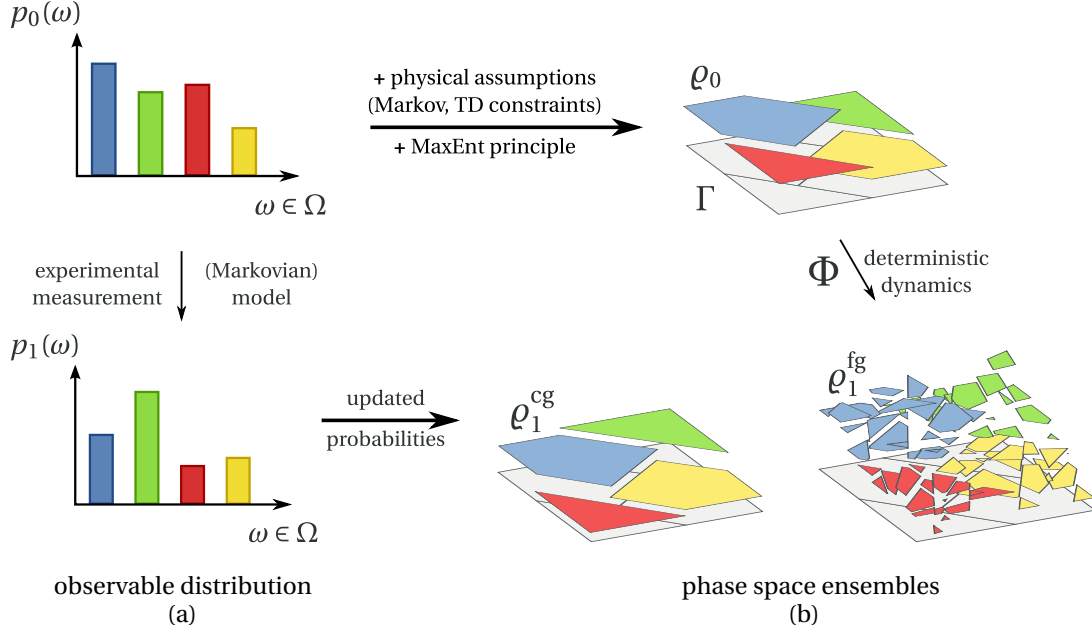 p₀(ω)
ω ∈ Ω
+ physical assumptions
(Markov, TD constraints)
+ MaxEnt principle
ϱ₀
Γ
experimental
measurement
(Markovian)
model
Φ
deterministic
dynamics
p₁(ω)
ω ∈ Ω
updated
probabilities
ϱ₁ᶜᵍ
ϱ₁ᶠᵍ
observable distribution
(a)
phase space ensembles
(b)